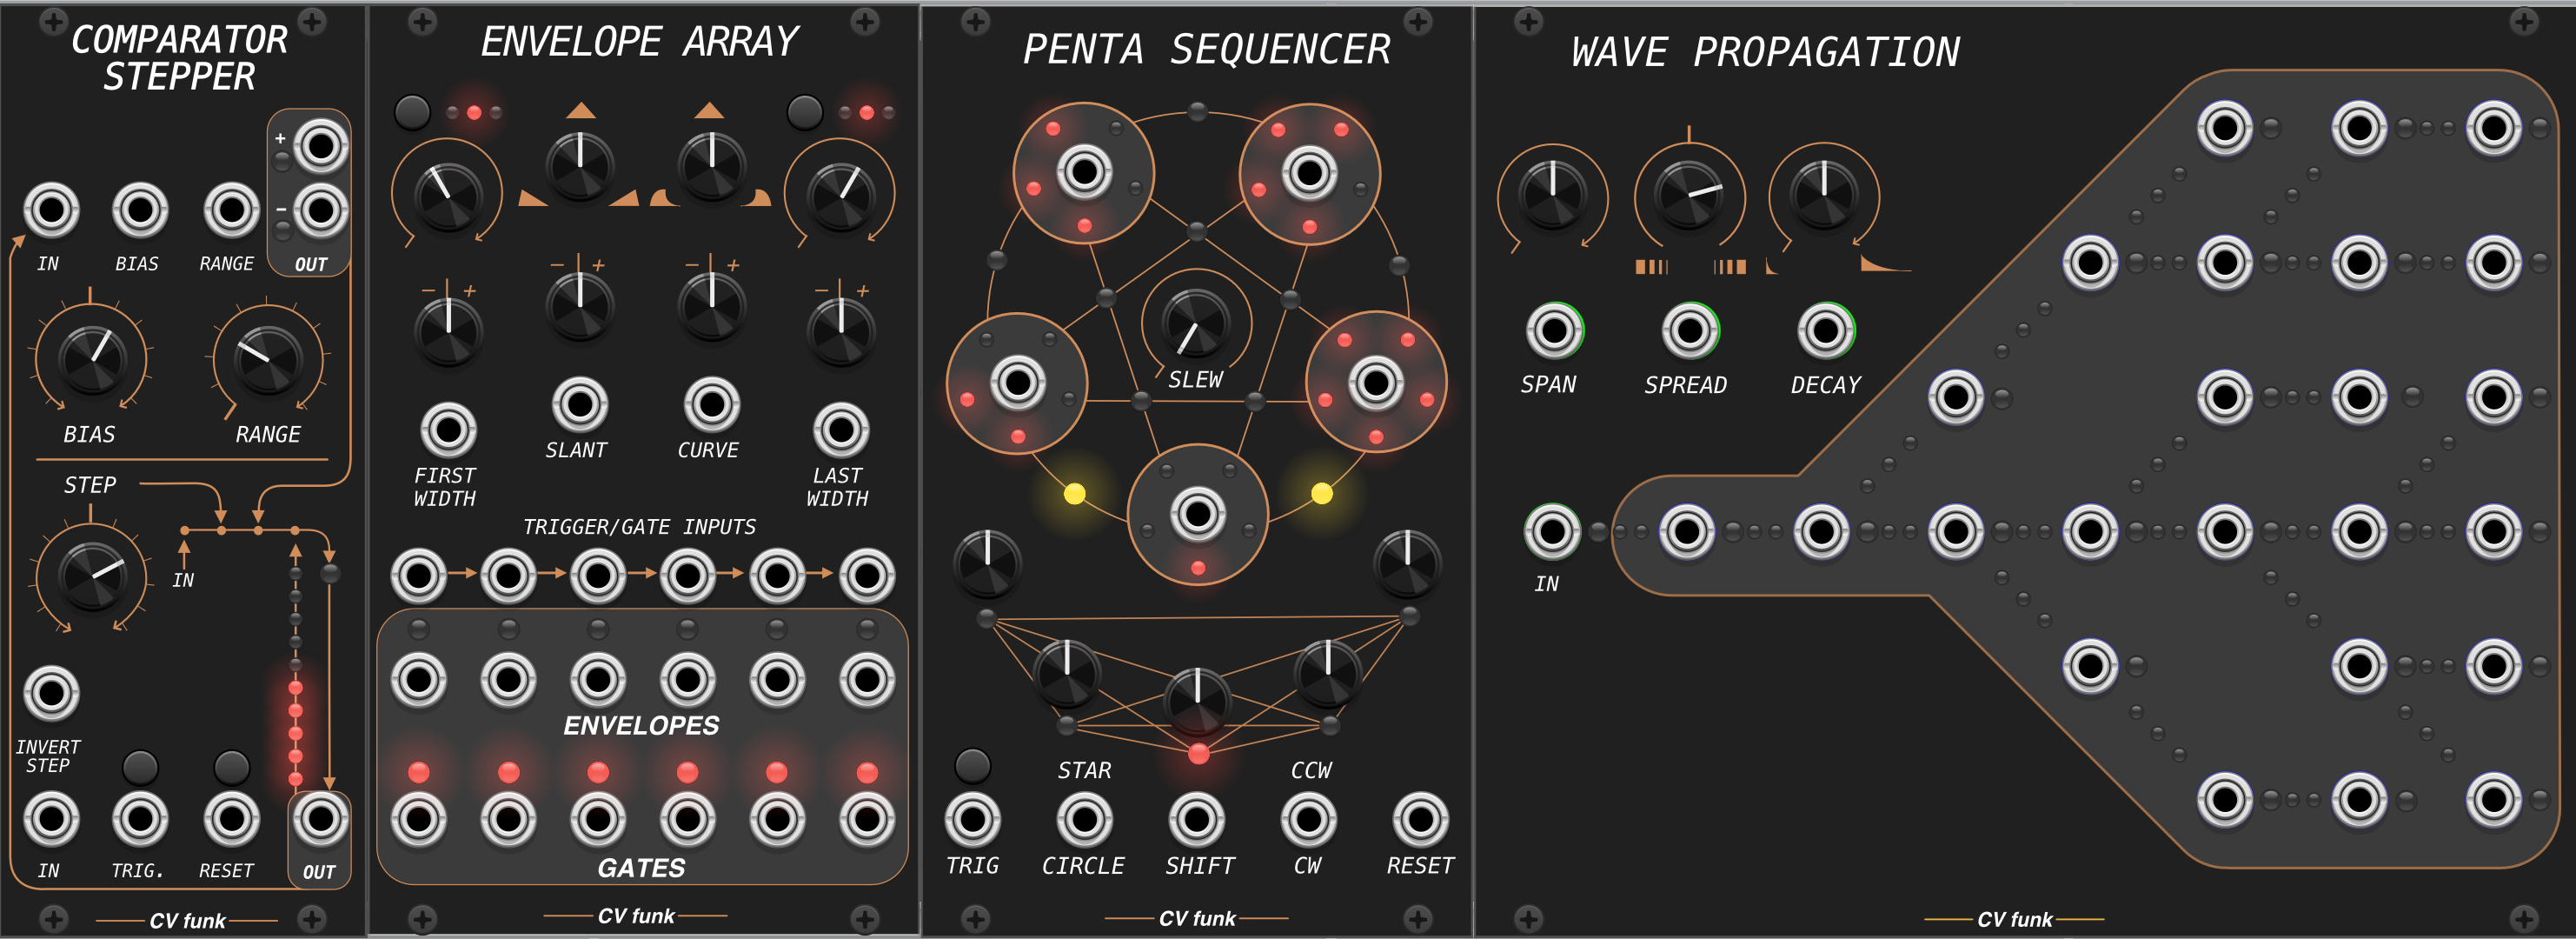 COMPARATOR
STEPPER
+
-
IN
BIAS
RANGE
OUT
BIAS
RANGE
STEP
IN
INVERT
STEP
IN
TRIG.
RESET
OUT
CV funk
ENVELOPE ARRAY
- +
- +
- +
- +
FIRST
WIDTH
SLANT
CURVE
LAST
WIDTH
TRIGGER/GATE INPUTS
ENVELOPES
GATES
CV funk
PENTA SEQUENCER
SLEW
STAR
CCW
TRIG
CIRCLE
SHIFT
CW
RESET
CV funk
WAVE PROPAGATION
SPAN
SPREAD
DECAY
IN
CV funk